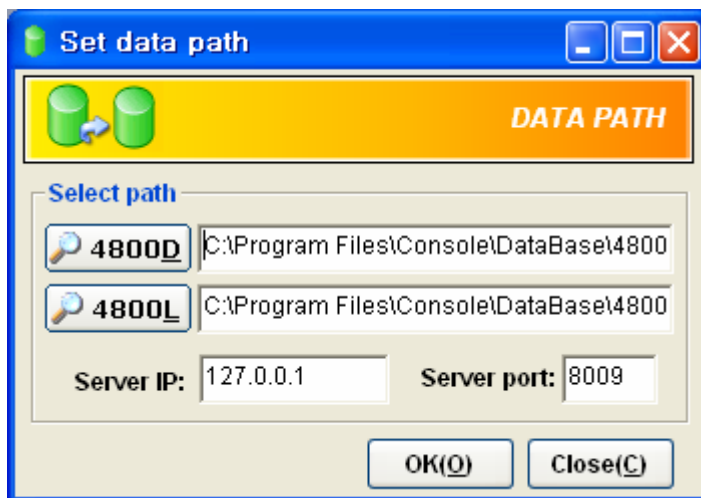 Set data path
DATA PATH
Select path
4800D C:\Program Files\Console\DataBase\4800
4800L C:\Program Files\Console\DataBase\4800
Server IP: 127.0.0.1 Server port: 8009
OK(O) Close(C)